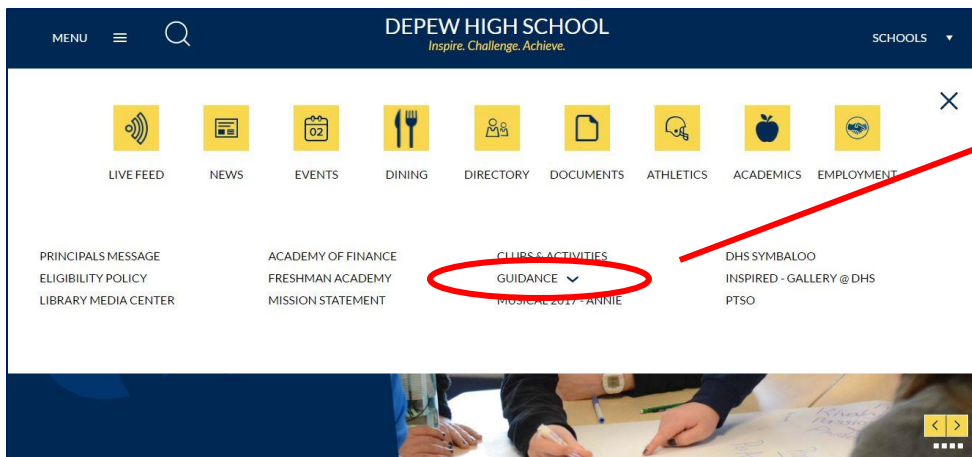 MENU
DEPEW HIGH SCHOOL
Inspire. Challenge. Achieve.
SCHOOLS
02
LIVE FEED
NEWS
EVENTS
DINING
DIRECTORY
DOCUMENTS
ATHLETICS
ACADEMICS
EMPLOYMENT
PRINCIPALS MESSAGE
ACADEMY OF FINANCE
CLUBS & ACTIVITIES
DHS SYMBALOO
ELIGIBILITY POLICY
FRESHMAN ACADEMY
GUIDANCE
INSPIRED - GALLERY @ DHS
LIBRARY MEDIA CENTER
MISSION STATEMENT
MUSICAL 2017 - ANNIE
PTSO